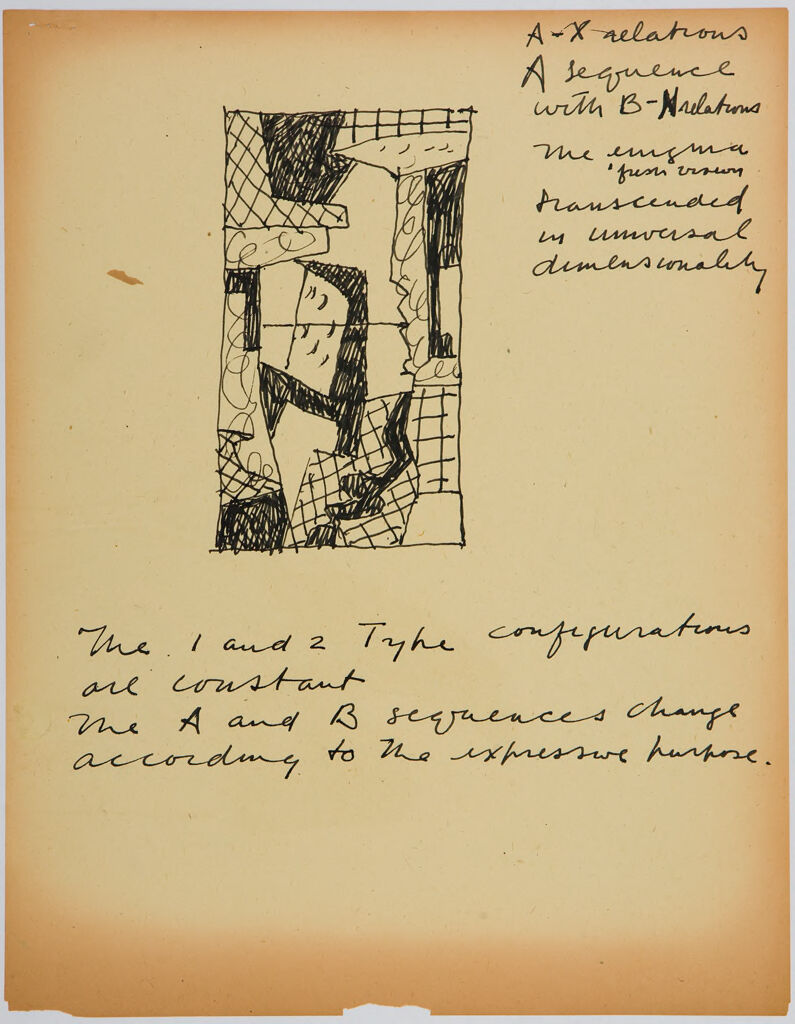 A-X relations
A sequence
with B-N relations
The enigma
'fresh vision
transcended
in universal
dimensionality
The 1 and 2 Type configurations
are constant
The A and B sequences change
according to the expressive purpose.